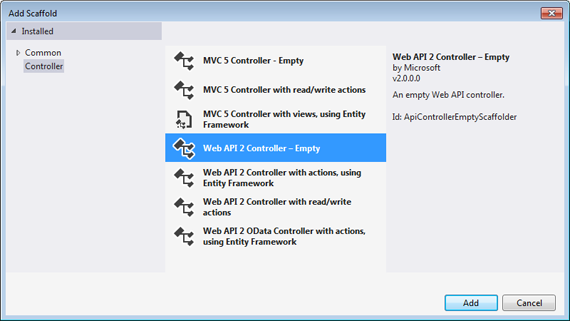 Add Scaffold
Installed
Common
Controller
MVC 5 Controller - Empty
MVC 5 Controller with read/write actions
MVC 5 Controller with views, using Entity
Framework
Web API 2 Controller – Empty
Web API 2 Controller with actions, using
Entity Framework
Web API 2 Controller with read/write
actions
Web API 2 OData Controller with actions,
using Entity Framework
Web API 2 Controller – Empty
by Microsoft
v2.0.0.0
An empty Web API controller.
Id: ApiControllerEmptyScaffolder
Add
Cancel